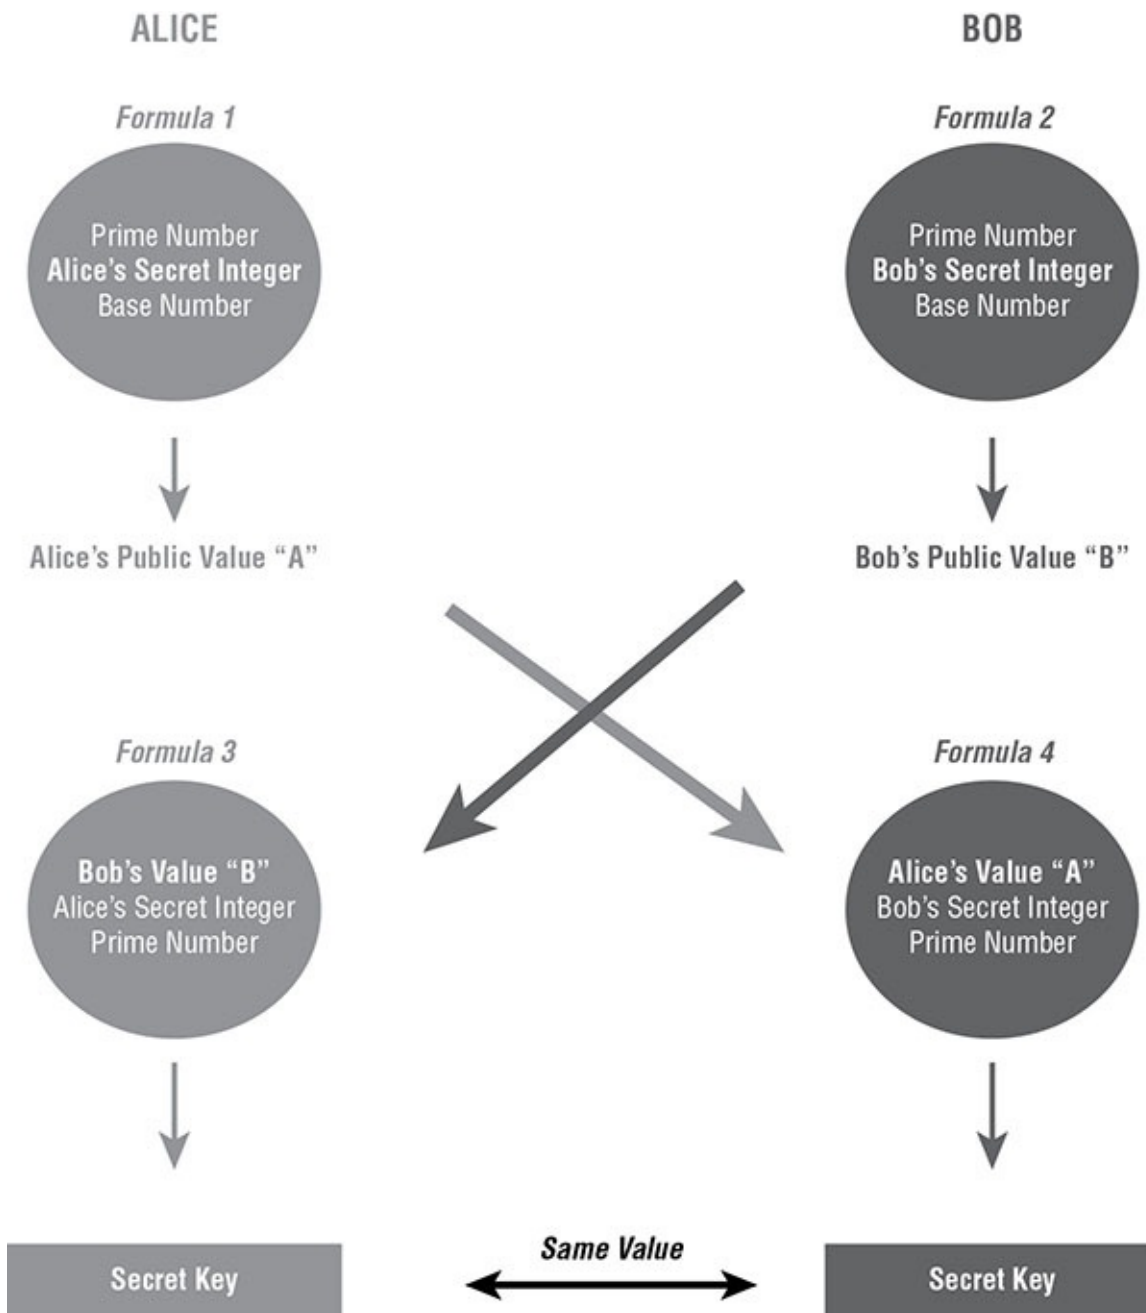 ALICE
BOB
Formula 1
Formula 2
Prime Number
Alice's Secret Integer
Base Number
Prime Number
Bob's Secret Integer
Base Number
Alice's Public Value “A”
Bob's Public Value “B”
Formula 3
Formula 4
Bob's Value “B”
Alice's Secret Integer
Prime Number
Alice's Value “A”
Bob's Secret Integer
Prime Number
Same Value
Secret Key
Secret Key